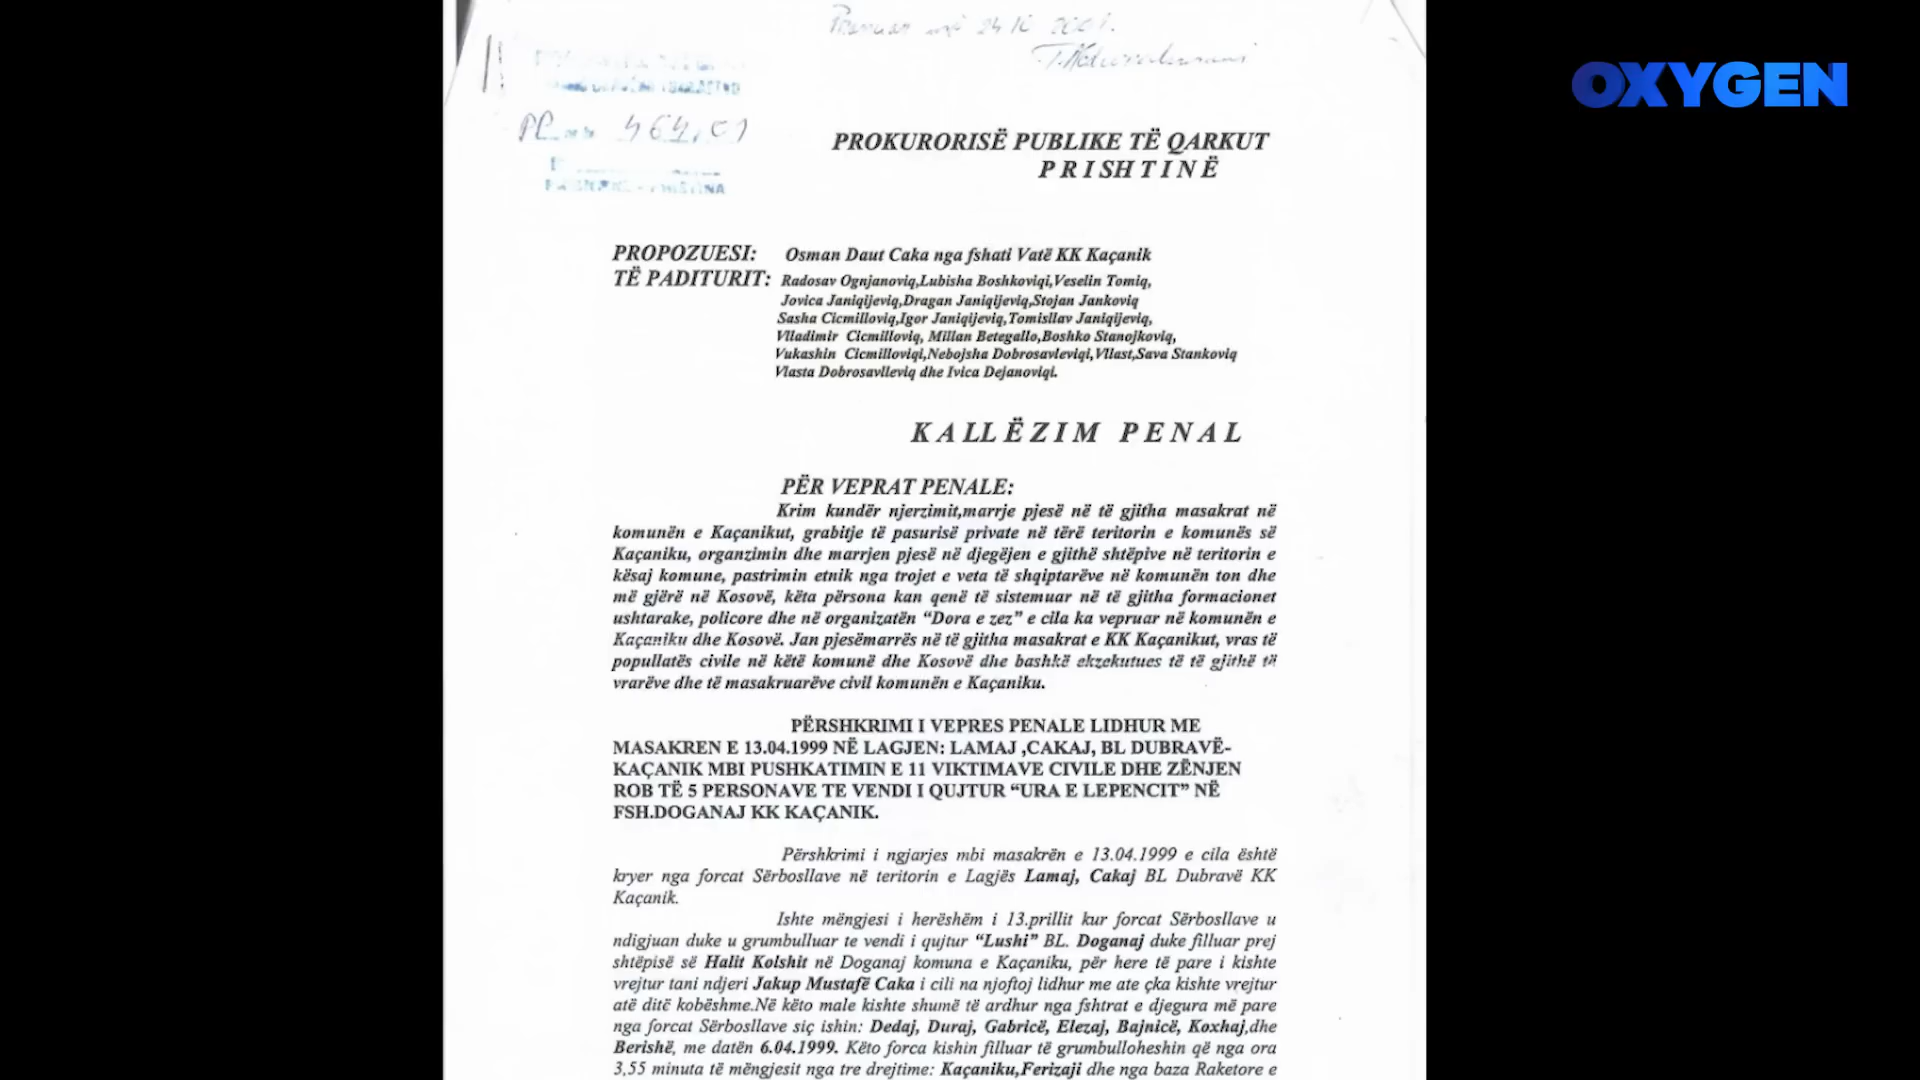 24 10 2001.
OXYGEN
464/01
PROKURORISË PUBLIKE TË QARKUT
PRISHTINË
PROPOZUESI: Osman Daut Caka nga fshati Vatë KK Kaçanik
TË PADITURIT: Radosav Ognjanoviq,Lubisha Boshkoviqi,Veselin Tomiq,
Jovica Janiqijeviq,Dragan Janiqijeviq,Stojan Jankoviq
Sasha Cicmilloviq,Igor Janiqijeviq,Tomisllav Janiqijeviq,
Vlladimir Cicmilloviq, Millan Betegallo,Boshko Stanojkoviq,
Vukashin Cicmilloviqi,Nebojsha Dobrosavleviqi,Vllast,Sava Stankoviq
Vlasta Dobrosavlleviq dhe Ivica Dejanoviqi.
KALLËZIM PENAL
PËR VEPRAT PENALE:
Krim kundër njerzimit,marrje pjesë në të gjitha masakrat në
komunën e Kaçanikut, grabitje të pasurisë private në tërë teritorin e komunës së
Kaçaniku, organzimin dhe marrjen pjesë në djegëjen e gjithë shtëpive në teritorin e
kësaj komune, pastrimin etnik nga trojet e veta të shqiptarëve në komunën ton dhe
më gjërë në Kosovë, këta përsona kan qenë të sistemuar në të gjitha formacionet
ushtarake, policore dhe në organizatën “Dora e zez” e cila ka vepruar në komunën e
Kaçaniku dhe Kosovë. Jan pjesëmarrës në të gjitha masakrat e KK Kaçanikut, vras të
popullatës civile në këtë komunë dhe Kosovë dhe bashkë ekzekutues të të gjithë të
vrarëve dhe të masakruarëve civil komunën e Kaçaniku.
PËRSHKRIMI I VEPRES PENALE LIDHUR ME
MASAKREN E 13.04.1999 NË LAGJEN: LAMAJ ,CAKAJ, BL DUBRAVË-
KAÇANIK MBI PUSHKATIMIN E 11 VIKTIMAVE CIVILE DHE ZËNJEN
ROB TË 5 PERSONAVE TE VENDI I QUJTUR “URA E LEPENCIT” NË
FSH.DOGANAJ KK KAÇANIK.
Përshkrimi i ngjarjes mbi masakrën e 13.04.1999 e cila është
kryer nga forcat Sërbosllave në teritorin e Lagjës Lamaj, Cakaj BL Dubravë KK
Kaçanik.
Ishte mëngjesi i herëshëm i 13.prillit kur forcat Sërbosllave u
ndigjuan duke u grumbulluar te vendi i qujtur “Lushi” BL. Doganaj duke filluar prej
shtëpisë së Halit Kolshit në Doganaj komuna e Kaçaniku, për here të pare i kishte
vrejtur tani ndjeri Jakup Mustafë Caka i cili na njoftoj lidhur me ate çka kishte vrejtur
atë ditë kobëshme.Në këto male kishte shumë të ardhur nga fshtrat e djegura më pare
nga forcat Sërbosllave siç ishin: Dedaj, Duraj, Gabricë, Elezaj, Bajnicë, Koxhaj,dhe
Berishë, me datën 6.04.1999. Këto forca kishin filluar të grumbulloheshin që nga ora
3,55 minuta të mëngjesit nga tre drejtime: Kaçaniku,Ferizaji dhe nga baza Raketore e